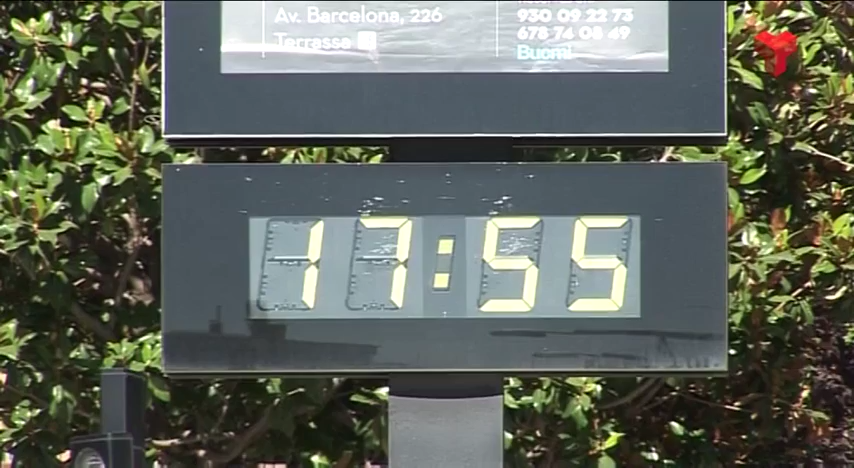 Av. Barcelona, 226
Terrassa
930 09 22 73
678 74 08 49
17:55